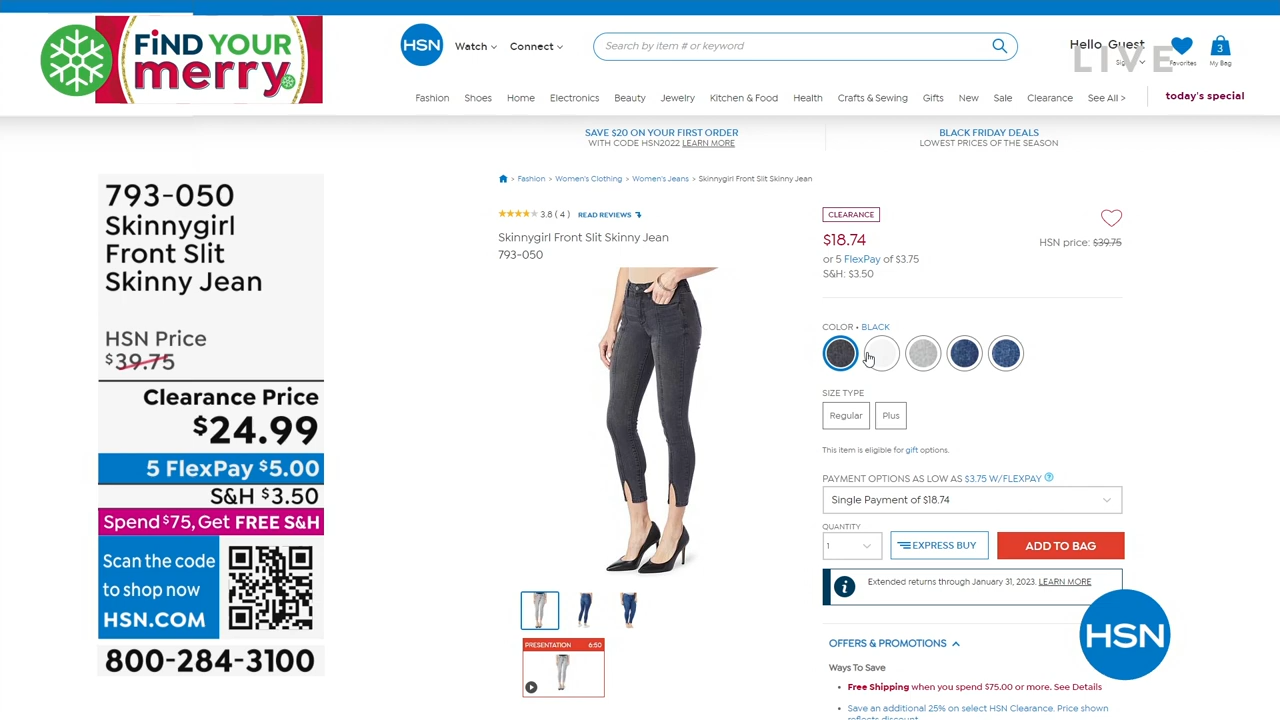 FiND YOUR
merry
HSN
Watch
Connect
Search by item # or keyword
Hello, Guest
LIVE
Favorites
3
My Bag
Fashion Shoes Home Electronics Beauty Jewelry Kitchen & Food Health Crafts & Sewing Gifts New Sale Clearance See All >
today's special
SAVE $20 ON YOUR FIRST ORDER
WITH CODE HSN2022 LEARN MORE
BLACK FRIDAY DEALS
LOWEST PRICES OF THE SEASON
793-050
Skinnygirl
Front Slit
Skinny Jean
HSN Price
$39.75
Clearance Price
$24.99
5 FlexPay $5.00
S&H $3.50
Spend $75, Get FREE S&H
Scan the code
to shop now
HSN.COM
800-284-3100
> Fashion > Women's Clothing > Women's Jeans > Skinnygirl Front Slit Skinny Jean
3.8 ( 4 ) READ REVIEWS
Skinnygirl Front Slit Skinny Jean
793-050
PRESENTATION 6:50
CLEARANCE
$18.74
HSN price: $39.75
or 5 FlexPay of $3.75
S&H: $3.50
COLOR • BLACK
SIZE TYPE
Regular Plus
This item is eligible for gift options.
PAYMENT OPTIONS AS LOW AS $3.75 W/FLEXPAY ?
Single Payment of $18.74
QUANTITY
1
EXPRESS BUY
ADD TO BAG
i Extended returns through January 31, 2023. LEARN MORE
HSN
OFFERS & PROMOTIONS
Ways To Save
• Free Shipping when you spend $75.00 or more. See Details
• Save an additional 25% on select HSN Clearance. Price shown
reflects discount